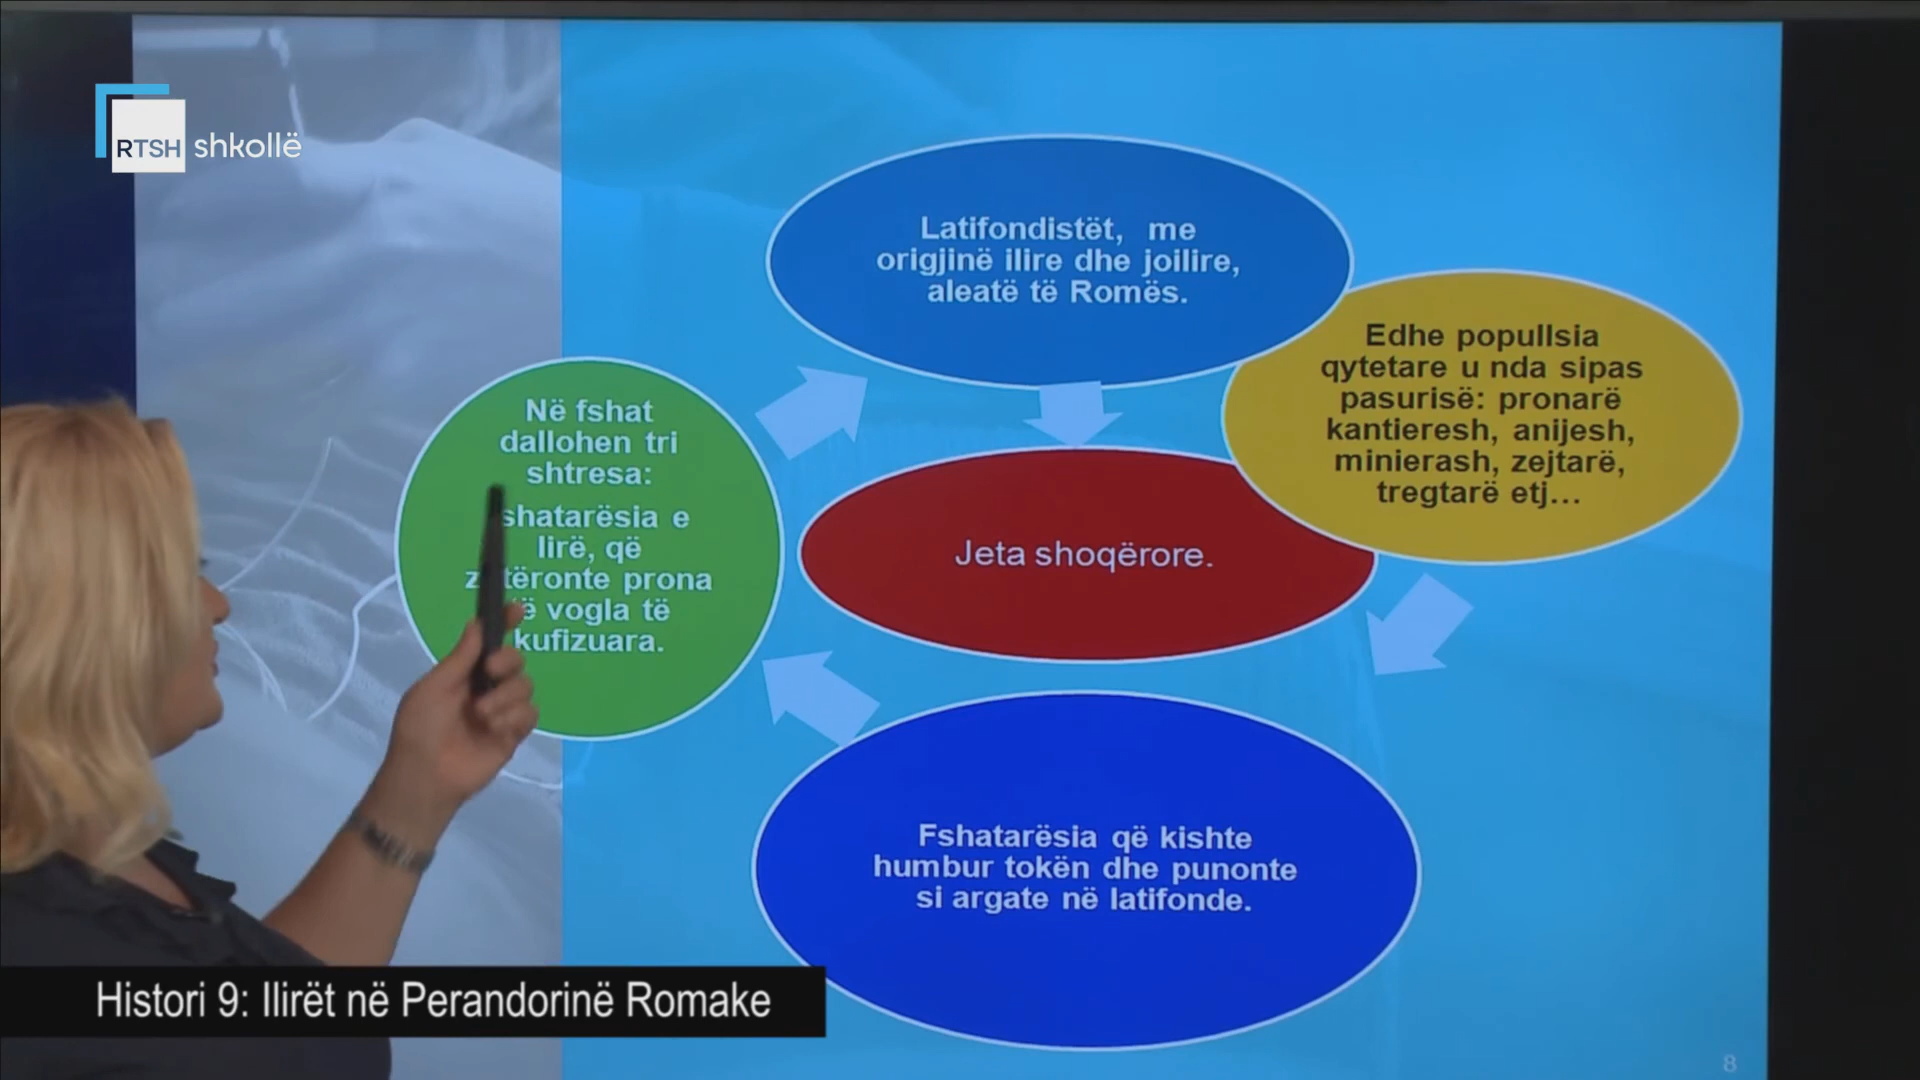 RTSH shkollë
Latifondistët, me
origjinë ilire dhe joilire,
aleatë të Romës.
Edhe popullsia
qytetare u nda sipas
pasurisë: pronarë
kantieresh, anijesh,
minierash, zejtarë,
tregtarë etj...
Në fshat
dallohen tri
shtresa:
shatarësia e
lirë, që
prona
vogla të
kufizuara.
Jeta shoqërore.
Fshatarësia që kishte
humbur tokën dhe punonte
si argate në latifonde.
Histori 9: Ilirët në Perandorinë Romake
8